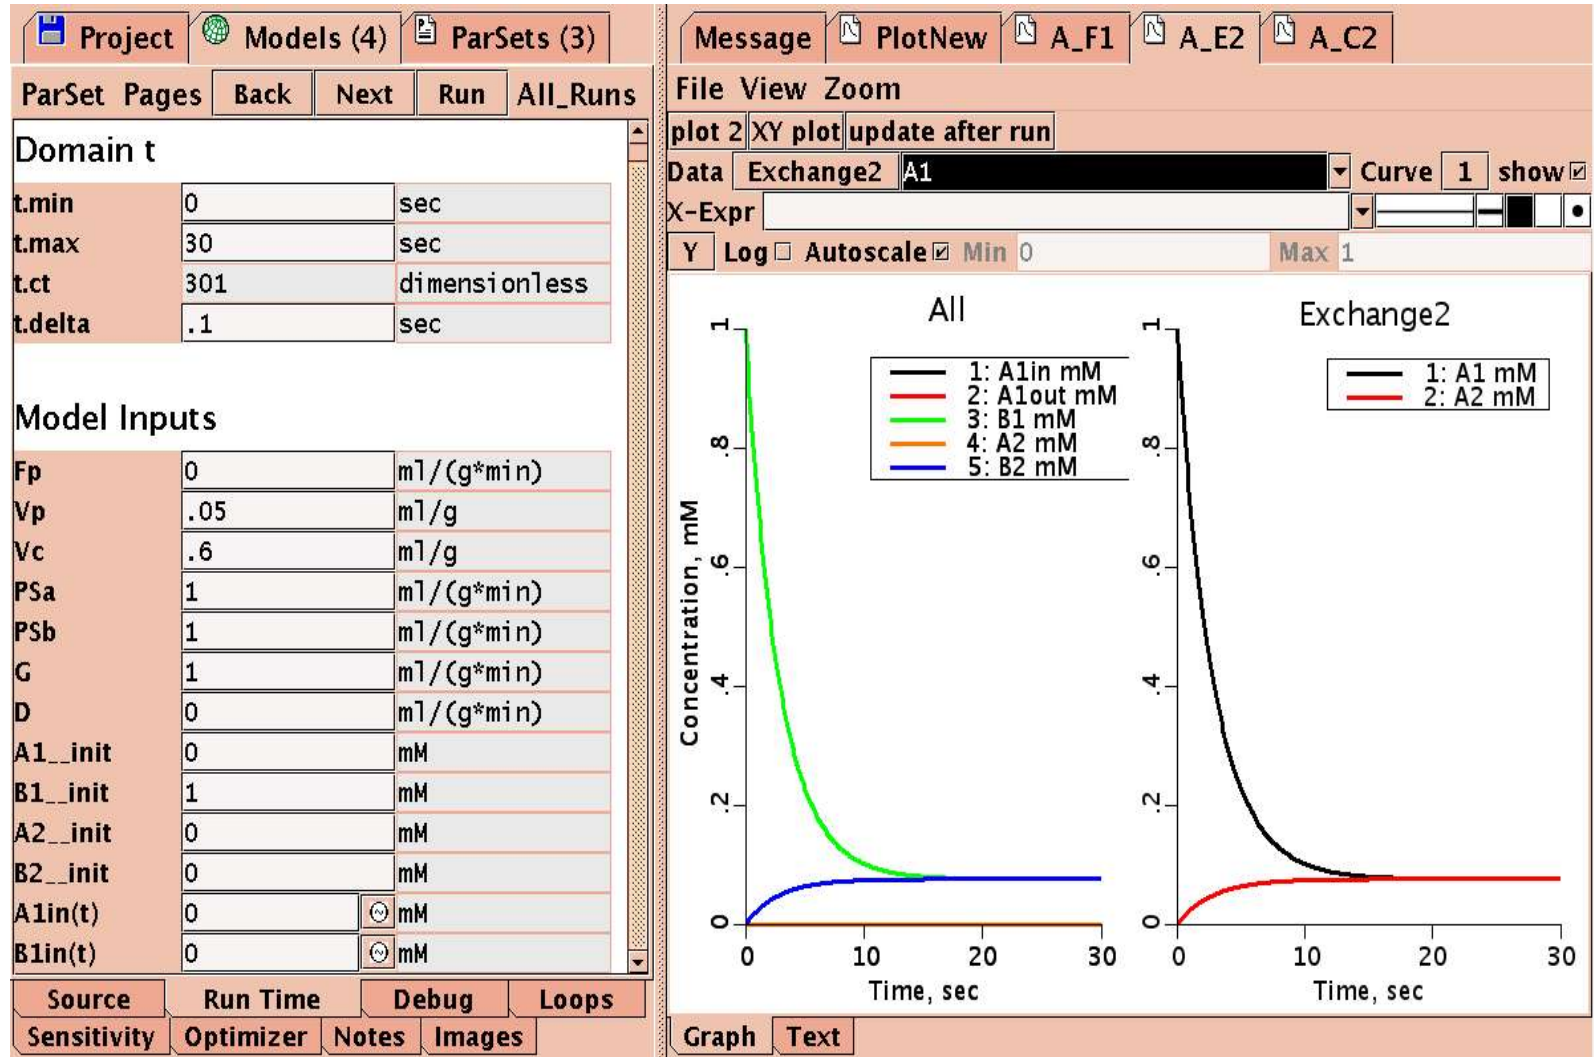 Project Models (4) ParSets (3)
ParSet Pages Back Next Run All_Runs
Domain t
t.min 0 sec
t.max 30 sec
t.ct 301 dimensionless
t.delta .1 sec
Model Inputs
Fp 0 ml/(g*min)
Vp .05 ml/g
Vc .6 ml/g
PSa 1 ml/(g*min)
PSb 1 ml/(g*min)
G 1 ml/(g*min)
D 0 ml/(g*min)
A1__init 0 mM
B1__init 1 mM
A2__init 0 mM
B2__init 0 mM
A1in(t) 0 mM
B1in(t) 0 mM
Source Run Time Debug Loops
Sensitivity Optimizer Notes Images
Message PlotNew A_F1 A_E2 A_C2
File View Zoom
plot 2 XY plot update after run
Data Exchange2 A1 Curve 1 show
X-Expr
Y Log Autoscale Min 0 Max 1
All
1: A1in mM
2: A1out mM
3: B1 mM
4: A2 mM
5: B2 mM
Concentration, mM
1
.8
.6
.4
.2
0
0 10 20 30
Time, sec
Exchange2
1: A1 mM
2: A2 mM
1
.8
.6
.4
.2
0
0 10 20 30
Time, sec
Graph Text